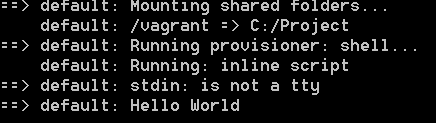 ==> default: Mounting shared folders...
    default: /vagrant => C:/Project
==> default: Running provisioner: shell...
    default: Running: inline script
==> default: stdin: is not a tty
==> default: Hello World